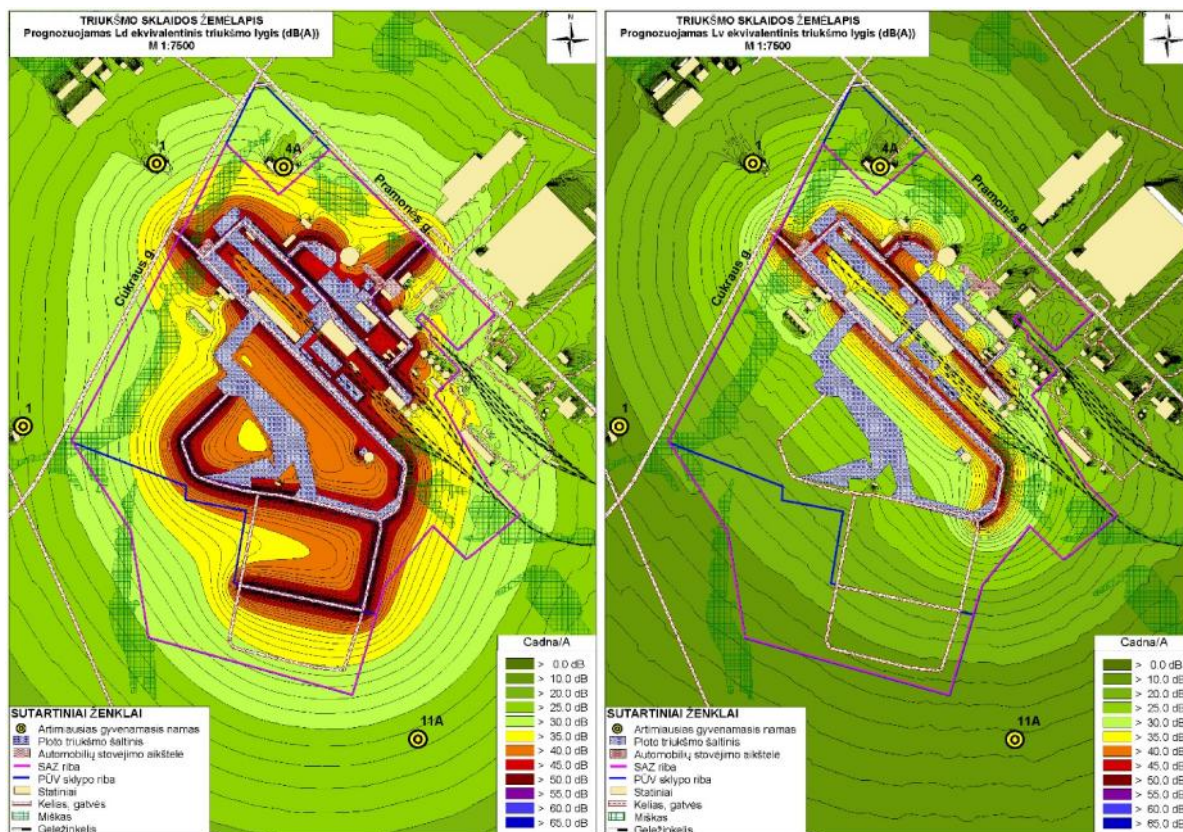 TRIUKŠMO SKLAIDOS ŽEMĖLAPIS
Prognozuojamas Ld ekvivalentinis triukšmo lygis (dB(A))
M 1:7500
N
1
4A
Pramonės g.
Cukraus g.
1
11A
Cadna/A
> 0.0 dB
> 10.0 dB
> 20.0 dB
> 25.0 dB
> 30.0 dB
> 35.0 dB
> 40.0 dB
> 45.0 dB
> 50.0 dB
> 55.0 dB
> 60.0 dB
> 65.0 dB
SUTARTINIAI ŽENKLAI
Artimiausias gyvenamasis namas
Ploto triukšmo šaltinis
Automobilių stovėjimo aikštelė
SAZ riba
PŪV sklypo riba
Statiniai
Kelias, gatvės
Miškas
Geležinkelis
TRIUKŠMO SKLAIDOS ŽEMĖLAPIS
Prognozuojamas Lv ekvivalentinis triukšmo lygis (dB(A))
M 1:7500
N
1
4A
Pramonės g.
Cukraus g.
1
11A
Cadna/A
> 0.0 dB
> 10.0 dB
> 20.0 dB
> 25.0 dB
> 30.0 dB
> 35.0 dB
> 40.0 dB
> 45.0 dB
> 50.0 dB
> 55.0 dB
> 60.0 dB
> 65.0 dB
SUTARTINIAI ŽENKLAI
Artimiausias gyvenamasis namas
Ploto triukšmo šaltinis
Automobilių stovėjimo aikštelė
SAZ riba
PŪV sklypo riba
Statiniai
Kelias, gatvės
Miškas
Geležinkelis